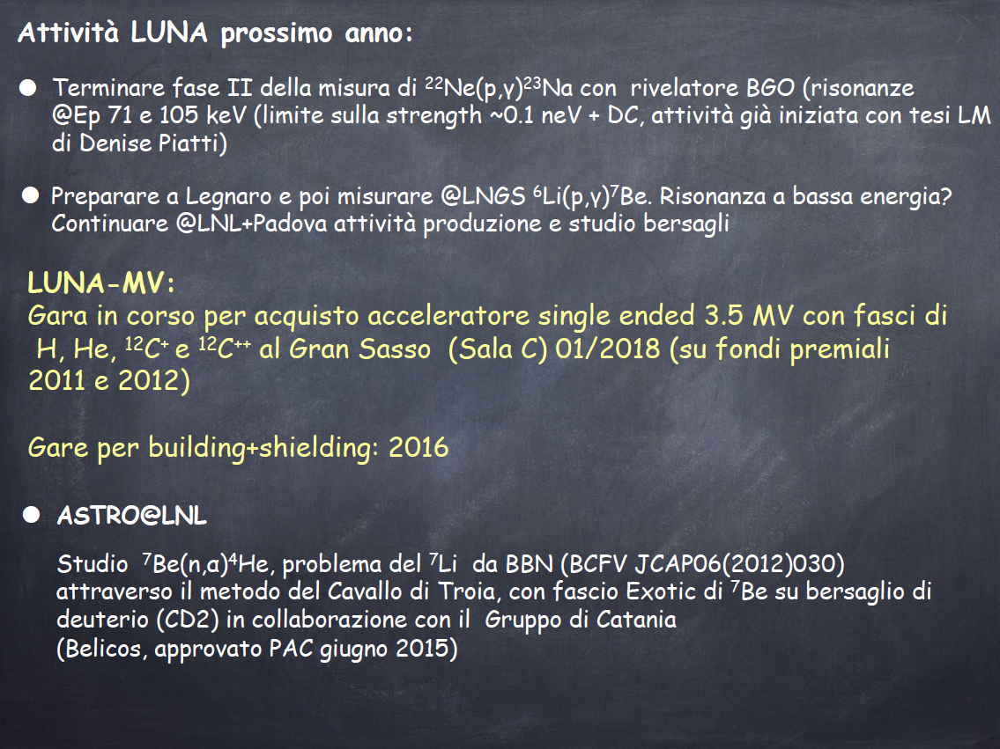 Attività LUNA prossimo anno:
● Terminare fase II della misura di ²²Ne(p,γ)²³Na con rivelatore BGO (risonanze
@Ep 71 e 105 keV (limite sulla strength ~0.1 neV + DC, attività già iniziata con tesi LM
di Denise Piatti)
● Preparare a Legnaro e poi misurare @LNGS ⁶Li(p,γ)⁷Be. Risonanza a bassa energia?
Continuare @LNL+Padova attività produzione e studio bersagli
LUNA-MV:
Gara in corso per acquisto acceleratore single ended 3.5 MV con fasci di
H, He, ¹²C⁺ e ¹²C⁺⁺ al Gran Sasso (Sala C) 01/2018 (su fondi premiali
2011 e 2012)
Gare per building+shielding: 2016
● ASTRO@LNL
Studio ⁷Be(n,α)⁴He, problema del ⁷Li da BBN (BCFV JCAP06(2012)030)
attraverso il metodo del Cavallo di Troia, con fascio Exotic di ⁷Be su bersaglio di
deuterio (CD2) in collaborazione con il Gruppo di Catania
(Belicos, approvato PAC giugno 2015)